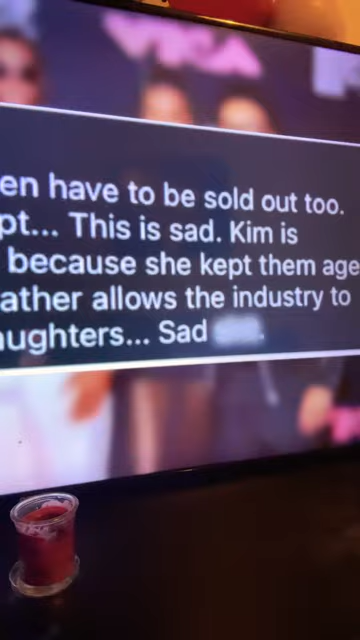 en have to be sold out too.
pt... This is sad. Kim is
because she kept them age
ather allows the industry to
aughters... Sad